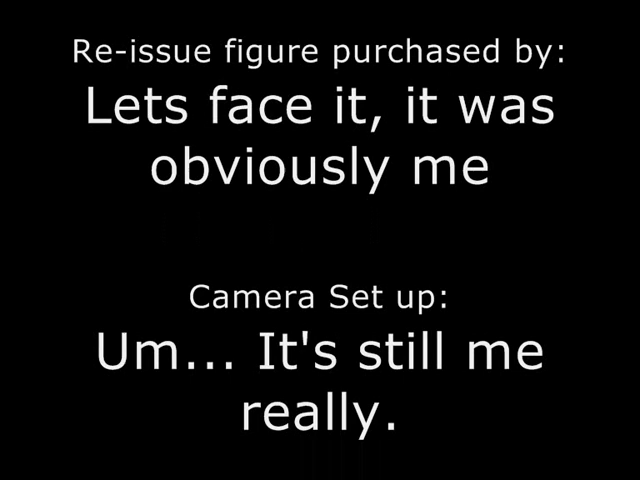 Re-issue figure purchased by:
Lets face it, it was
obviously me
Camera Set up:
Um... It's still me
really.